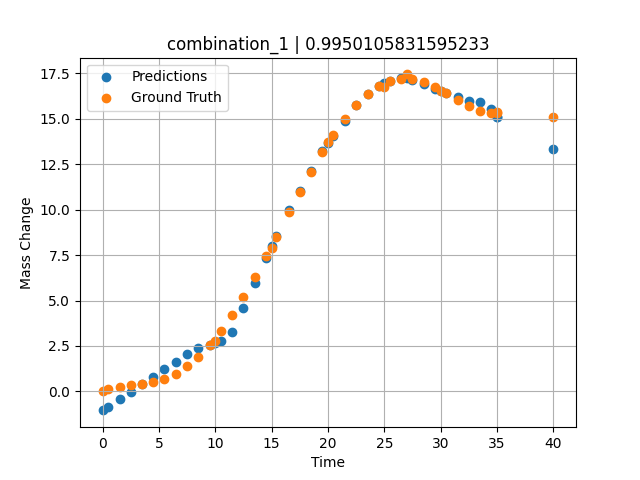 combination_1 | 0.9950105831595233
Predictions
Ground Truth
17.5
15.0
12.5
10.0
7.5
5.0
2.5
0.0
Mass Change
0 5 10 15 20 25 30 35 40
Time